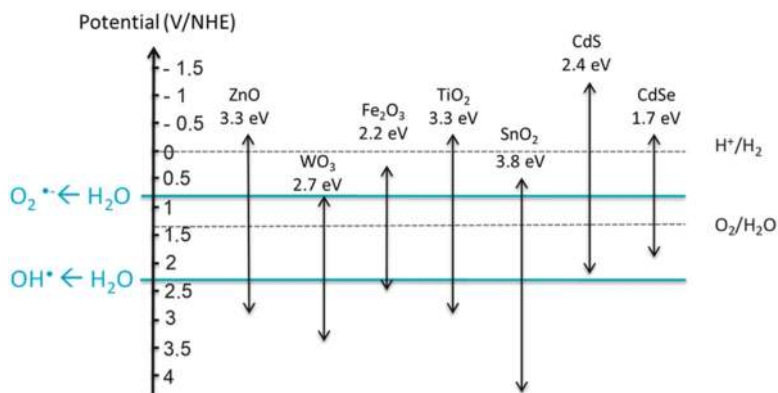 Potential (V/NHE)
CdS
2.4 eV
- 1.5
ZnO
3.3 eV
Fe₂O₃
2.2 eV
TiO₂
3.3 eV
CdSe
1.7 eV
- 1
- 0.5
SnO₂
3.8 eV
0
H⁺/H₂
WO₃
2.7 eV
0.5
O₂•- ← H₂O
1
O₂/H₂O
1.5
2
OH• ← H₂O
2.5
3
3.5
4